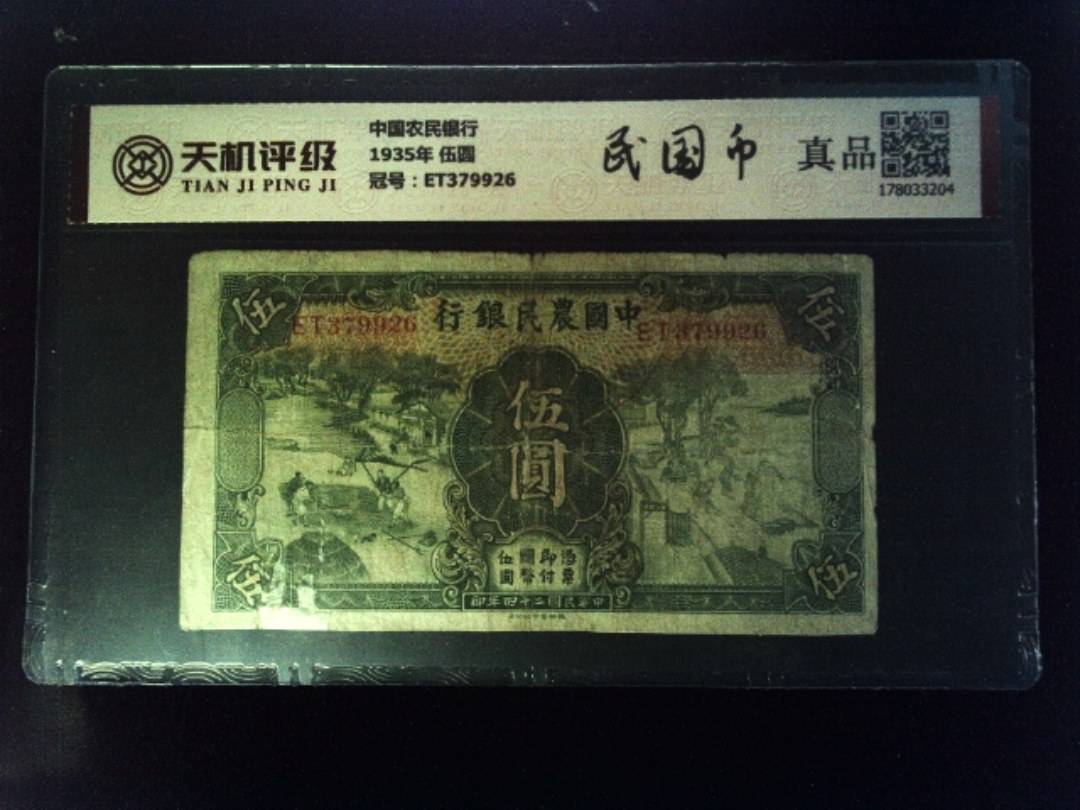 天机评级
TIAN JI PING JI
中国农民银行
1935年 伍圆
冠号：ET379926
民国币
真品
178033204
伍
伍
行銀民農國中
ET379926
ET379926
伍
圓
憑票
即付
國幣
伍圓
印年四十二國民華中
伍
伍